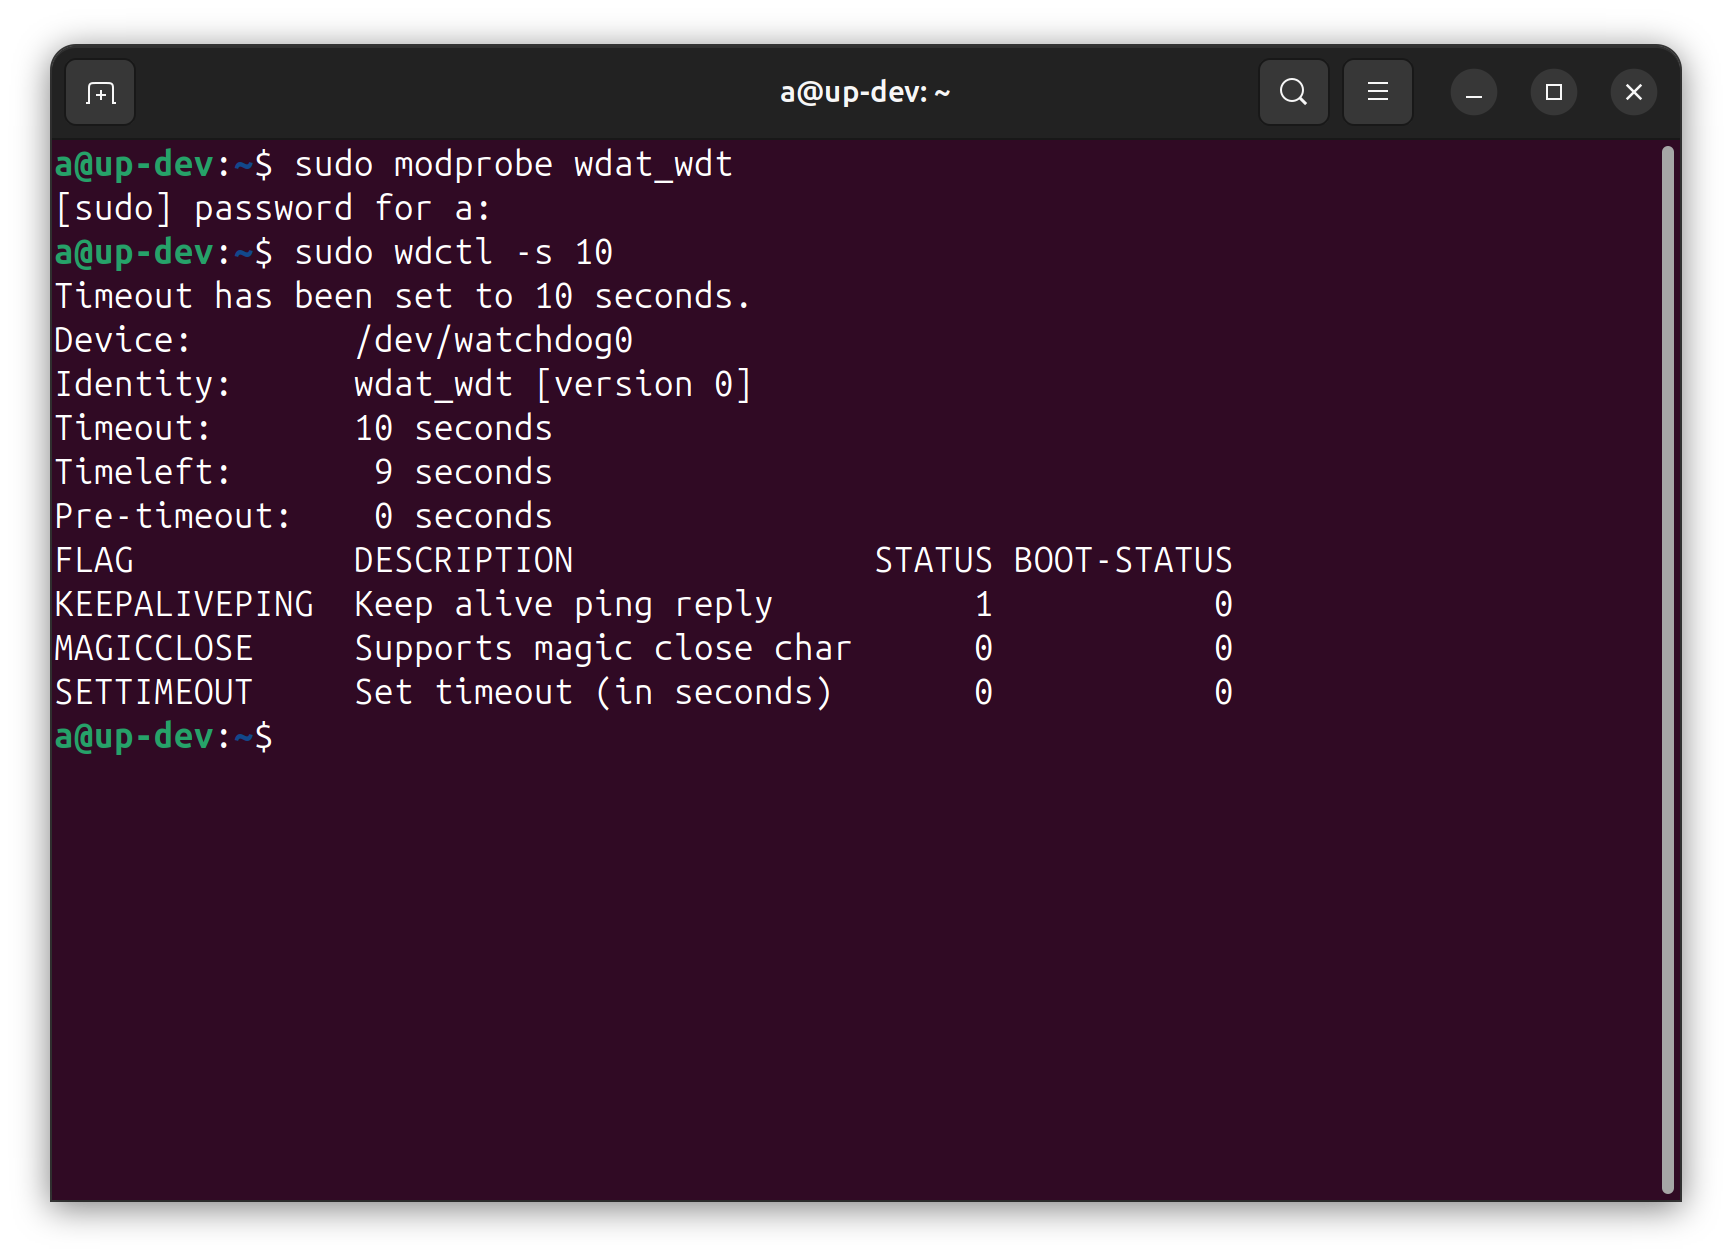 a@up-dev: ~
a@up-dev:~$ sudo modprobe wdat_wdt
[sudo] password for a:
a@up-dev:~$ sudo wdctl -s 10
Timeout has been set to 10 seconds.
Device:        /dev/watchdog0
Identity:      wdat_wdt [version 0]
Timeout:       10 seconds
Timeleft:       9 seconds
Pre-timeout:    0 seconds
FLAG           DESCRIPTION               STATUS BOOT-STATUS
KEEPALIVEPING  Keep alive ping reply          1           0
MAGICCLOSE     Supports magic close char      0           0
SETTIMEOUT     Set timeout (in seconds)       0           0
a@up-dev:~$